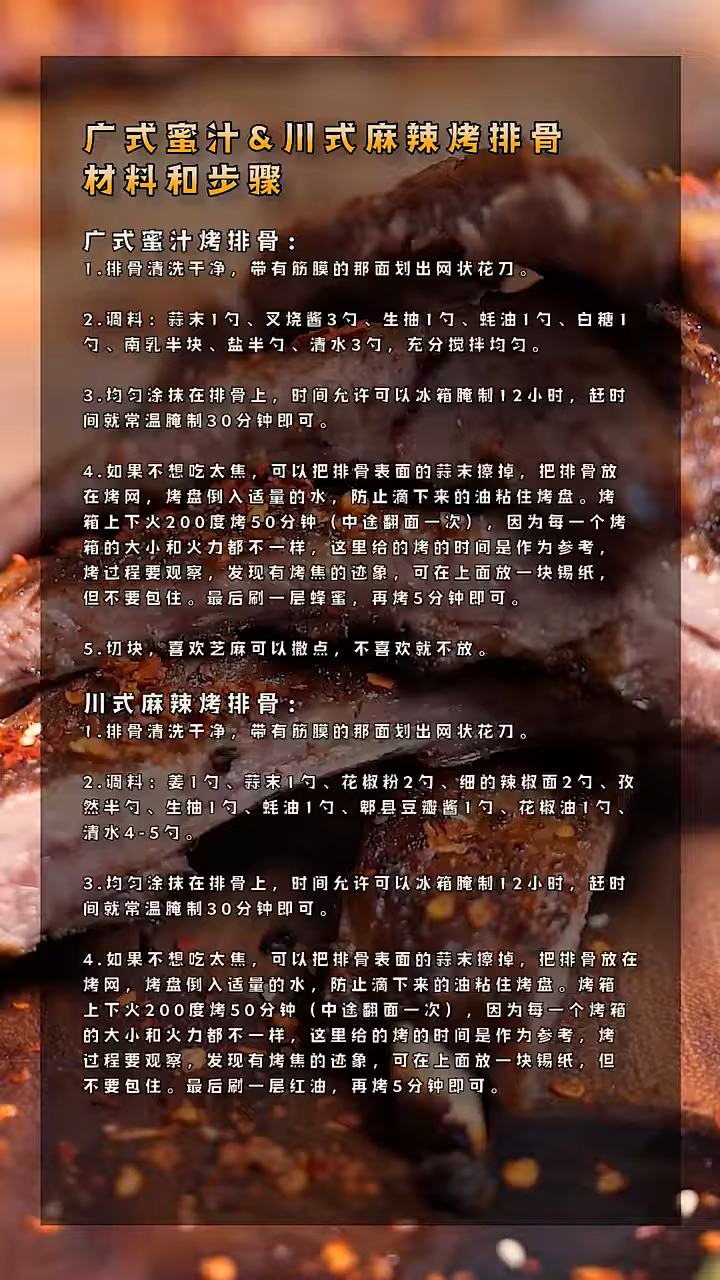 广式蜜汁&川式麻辣烤排骨
材料和步骤
广式蜜汁烤排骨：
1.排骨清洗干净，带有筋膜的那面划出网状花刀。
2.调料：蒜末1勺、叉烧酱3勺、生抽1勺、蚝油1勺、白糖1
勺、南乳半块、盐半勺、清水3勺，充分搅拌均匀。
3.均匀涂抹在排骨上，时间允许可以冰箱腌制12小时，赶时
间就常温腌制30分钟即可。
4.如果不想吃太焦，可以把排骨表面的蒜末擦掉，把排骨放
在烤网，烤盘倒入适量的水，防止滴下来的油粘住烤盘。烤
箱上下火200度烤50分钟（中途翻面一次），因为每一个烤
箱的大小和火力都不一样，这里给的烤的时间是作为参考，
烤过程要观察，发现有烤焦的迹象，可在上面放一块锡纸，
但不要包住。最后刷一层蜂蜜，再烤5分钟即可。
5.切块，喜欢芝麻可以撒点，不喜欢就不放。
川式麻辣烤排骨：
1.排骨清洗干净，带有筋膜的那面划出网状花刀。
2.调料：姜1勺、蒜末1勺、花椒粉2勺、细的辣椒面2勺、孜
然半勺、生抽1勺、蚝油1勺、郫县豆瓣酱1勺、花椒油1勺、
清水4-5勺。
3.均匀涂抹在排骨上，时间允许可以冰箱腌制12小时，赶时
间就常温腌制30分钟即可。
4.如果不想吃太焦，可以把排骨表面的蒜末擦掉，把排骨放在
烤网，烤盘倒入适量的水，防止滴下来的油粘住烤盘。烤箱
上下火200度烤50分钟（中途翻面一次），因为每一个烤箱
的大小和火力都不一样，这里给的烤的时间是作为参考，烤
过程要观察，发现有烤焦的迹象，可在上面放一块锡纸，但
不要包住。最后刷一层红油，再烤5分钟即可。